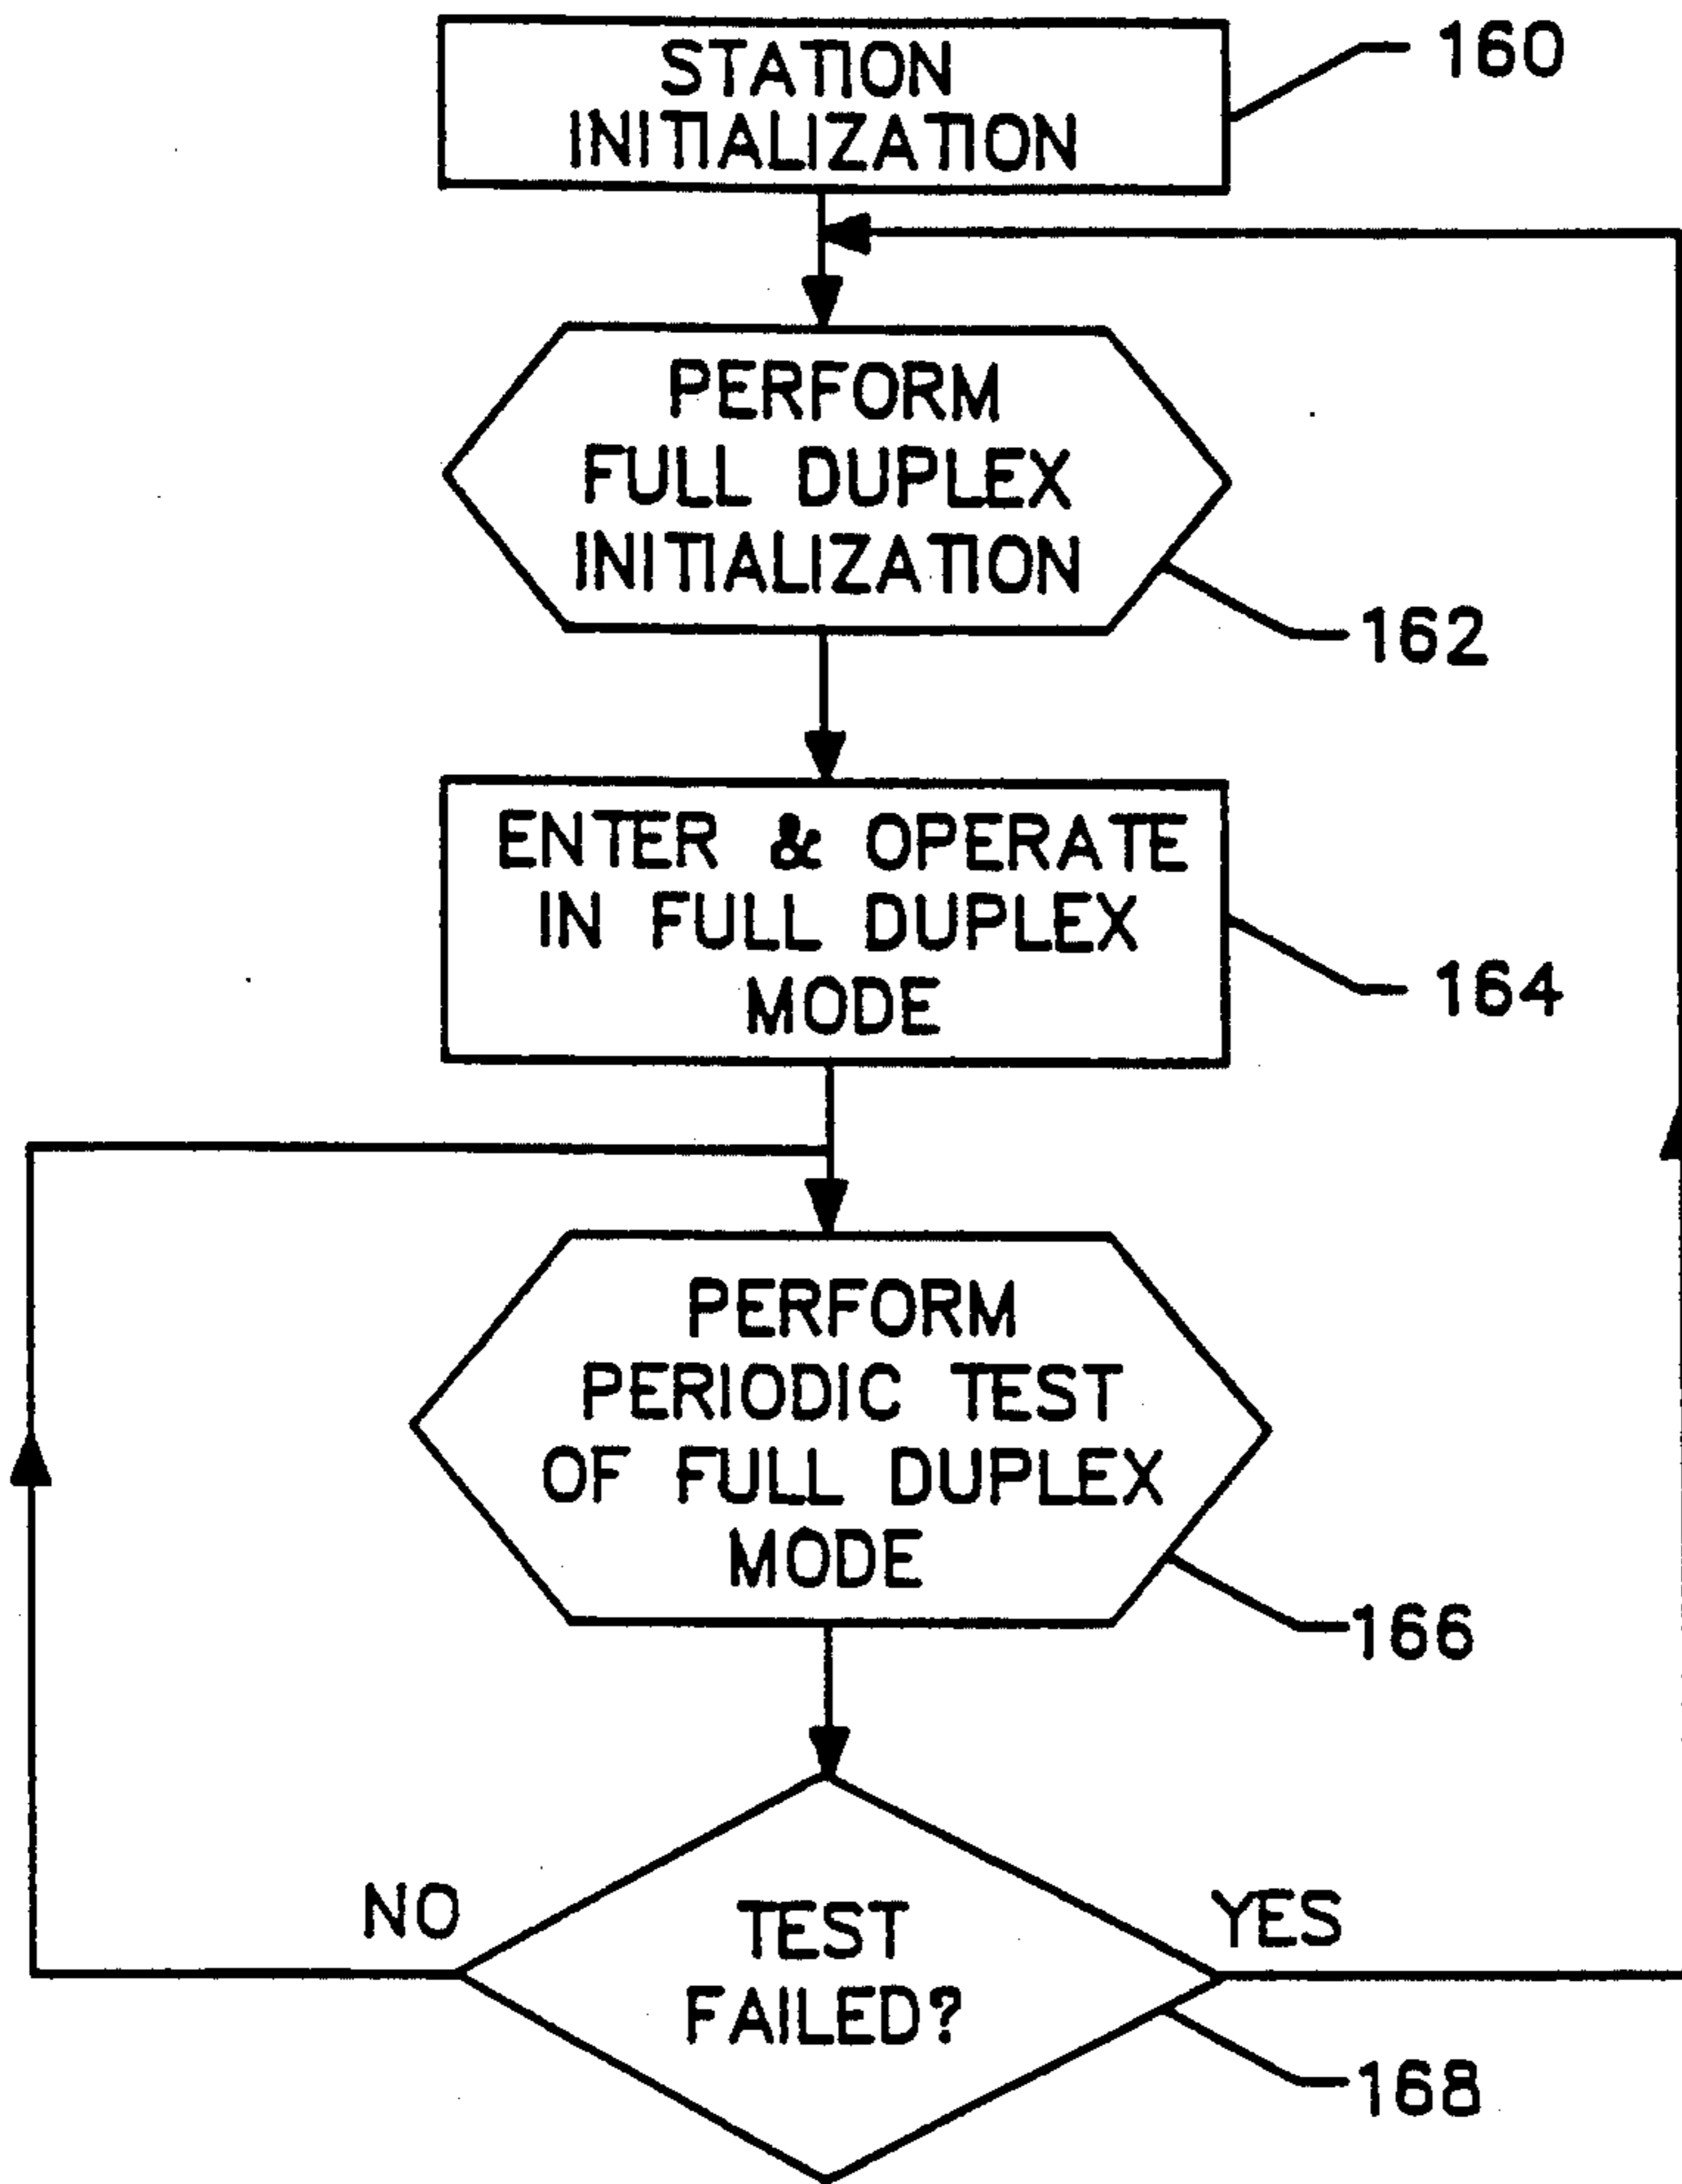 STATION
INITIALIZATION
160
PERFORM
FULL DUPLEX
INITIALIZATION
162
ENTER & OPERATE
IN FULL DUPLEX
MODE
164
PERFORM
PERIODIC TEST
OF FULL DUPLEX
MODE
166
NO
TEST
FAILED?
YES
168